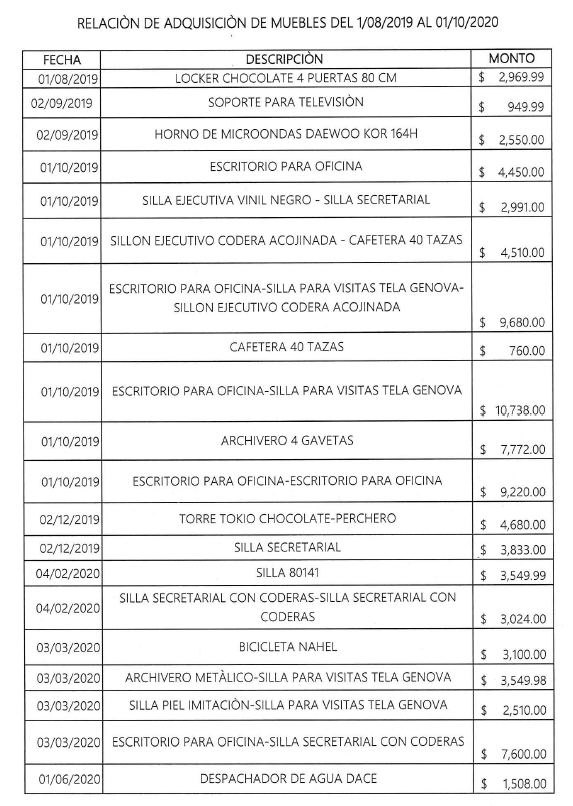 RELACIÒN DE ADQUISICIÒN DE MUEBLES DEL 1/08/2019 AL 01/10/2020
FECHA DESCRIPCIÒN MONTO
01/08/2019 LOCKER CHOCOLATE 4 PUERTAS 80 CM $ 2,969.99
02/09/2019 SOPORTE PARA TELEVISIÒN $ 949.99
02/09/2019 HORNO DE MICROONDAS DAEWOO KOR 164H $ 2,550.00
01/10/2019 ESCRITORIO PARA OFICINA $ 4,450.00
01/10/2019 SILLA EJECUTIVA VINIL NEGRO - SILLA SECRETARIAL $ 2,991.00
01/10/2019 SILLON EJECUTIVO CODERA ACOJINADA - CAFETERA 40 TAZAS $ 4,510.00
01/10/2019 ESCRITORIO PARA OFICINA-SILLA PARA VISITAS TELA GENOVA-
SILLON EJECUTIVO CODERA ACOJINADA $ 9,680.00
01/10/2019 CAFETERA 40 TAZAS $ 760.00
01/10/2019 ESCRITORIO PARA OFICINA-SILLA PARA VISITAS TELA GENOVA $ 10,738.00
01/10/2019 ARCHIVERO 4 GAVETAS $ 7,772.00
01/10/2019 ESCRITORIO PARA OFICINA-ESCRITORIO PARA OFICINA $ 9,220.00
02/12/2019 TORRE TOKIO CHOCOLATE-PERCHERO $ 4,680.00
02/12/2019 SILLA SECRETARIAL $ 3,833.00
04/02/2020 SILLA 80141 $ 3,549.99
04/02/2020 SILLA SECRETARIAL CON CODERAS-SILLA SECRETARIAL CON
CODERAS $ 3,024.00
03/03/2020 BICICLETA NAHEL $ 3,100.00
03/03/2020 ARCHIVERO METÀLICO-SILLA PARA VISITAS TELA GENOVA $ 3,549.98
03/03/2020 SILLA PIEL IMITACIÒN-SILLA PARA VISITAS TELA GENOVA $ 2,510.00
03/03/2020 ESCRITORIO PARA OFICINA-SILLA SECRETARIAL CON CODERAS $ 7,600.00
01/06/2020 DESPACHADOR DE AGUA DACE $ 1,508.00